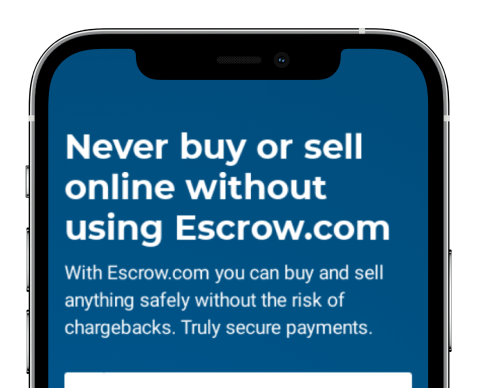 Never buy or sell
online without
using Escrow.com
With Escrow.com you can buy and sell
anything safely without the risk of
chargebacks. Truly secure payments.